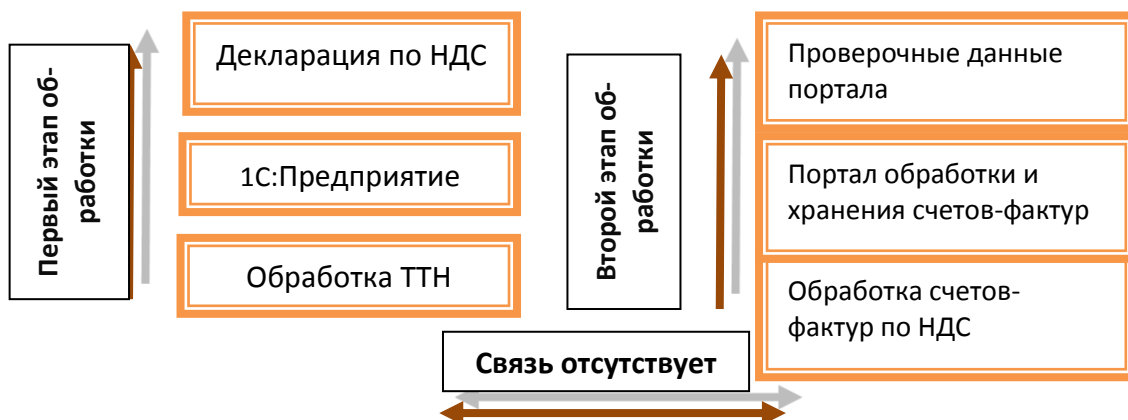 Первый этап об-
работки
Декларация по НДС
1С:Предприятие
Обработка ТТН
Второй этап об-
работки
Проверочные данные
портала
Портал обработки и
хранения счетов-фактур
Обработка счетов-
фактур по НДС
Связь отсутствует